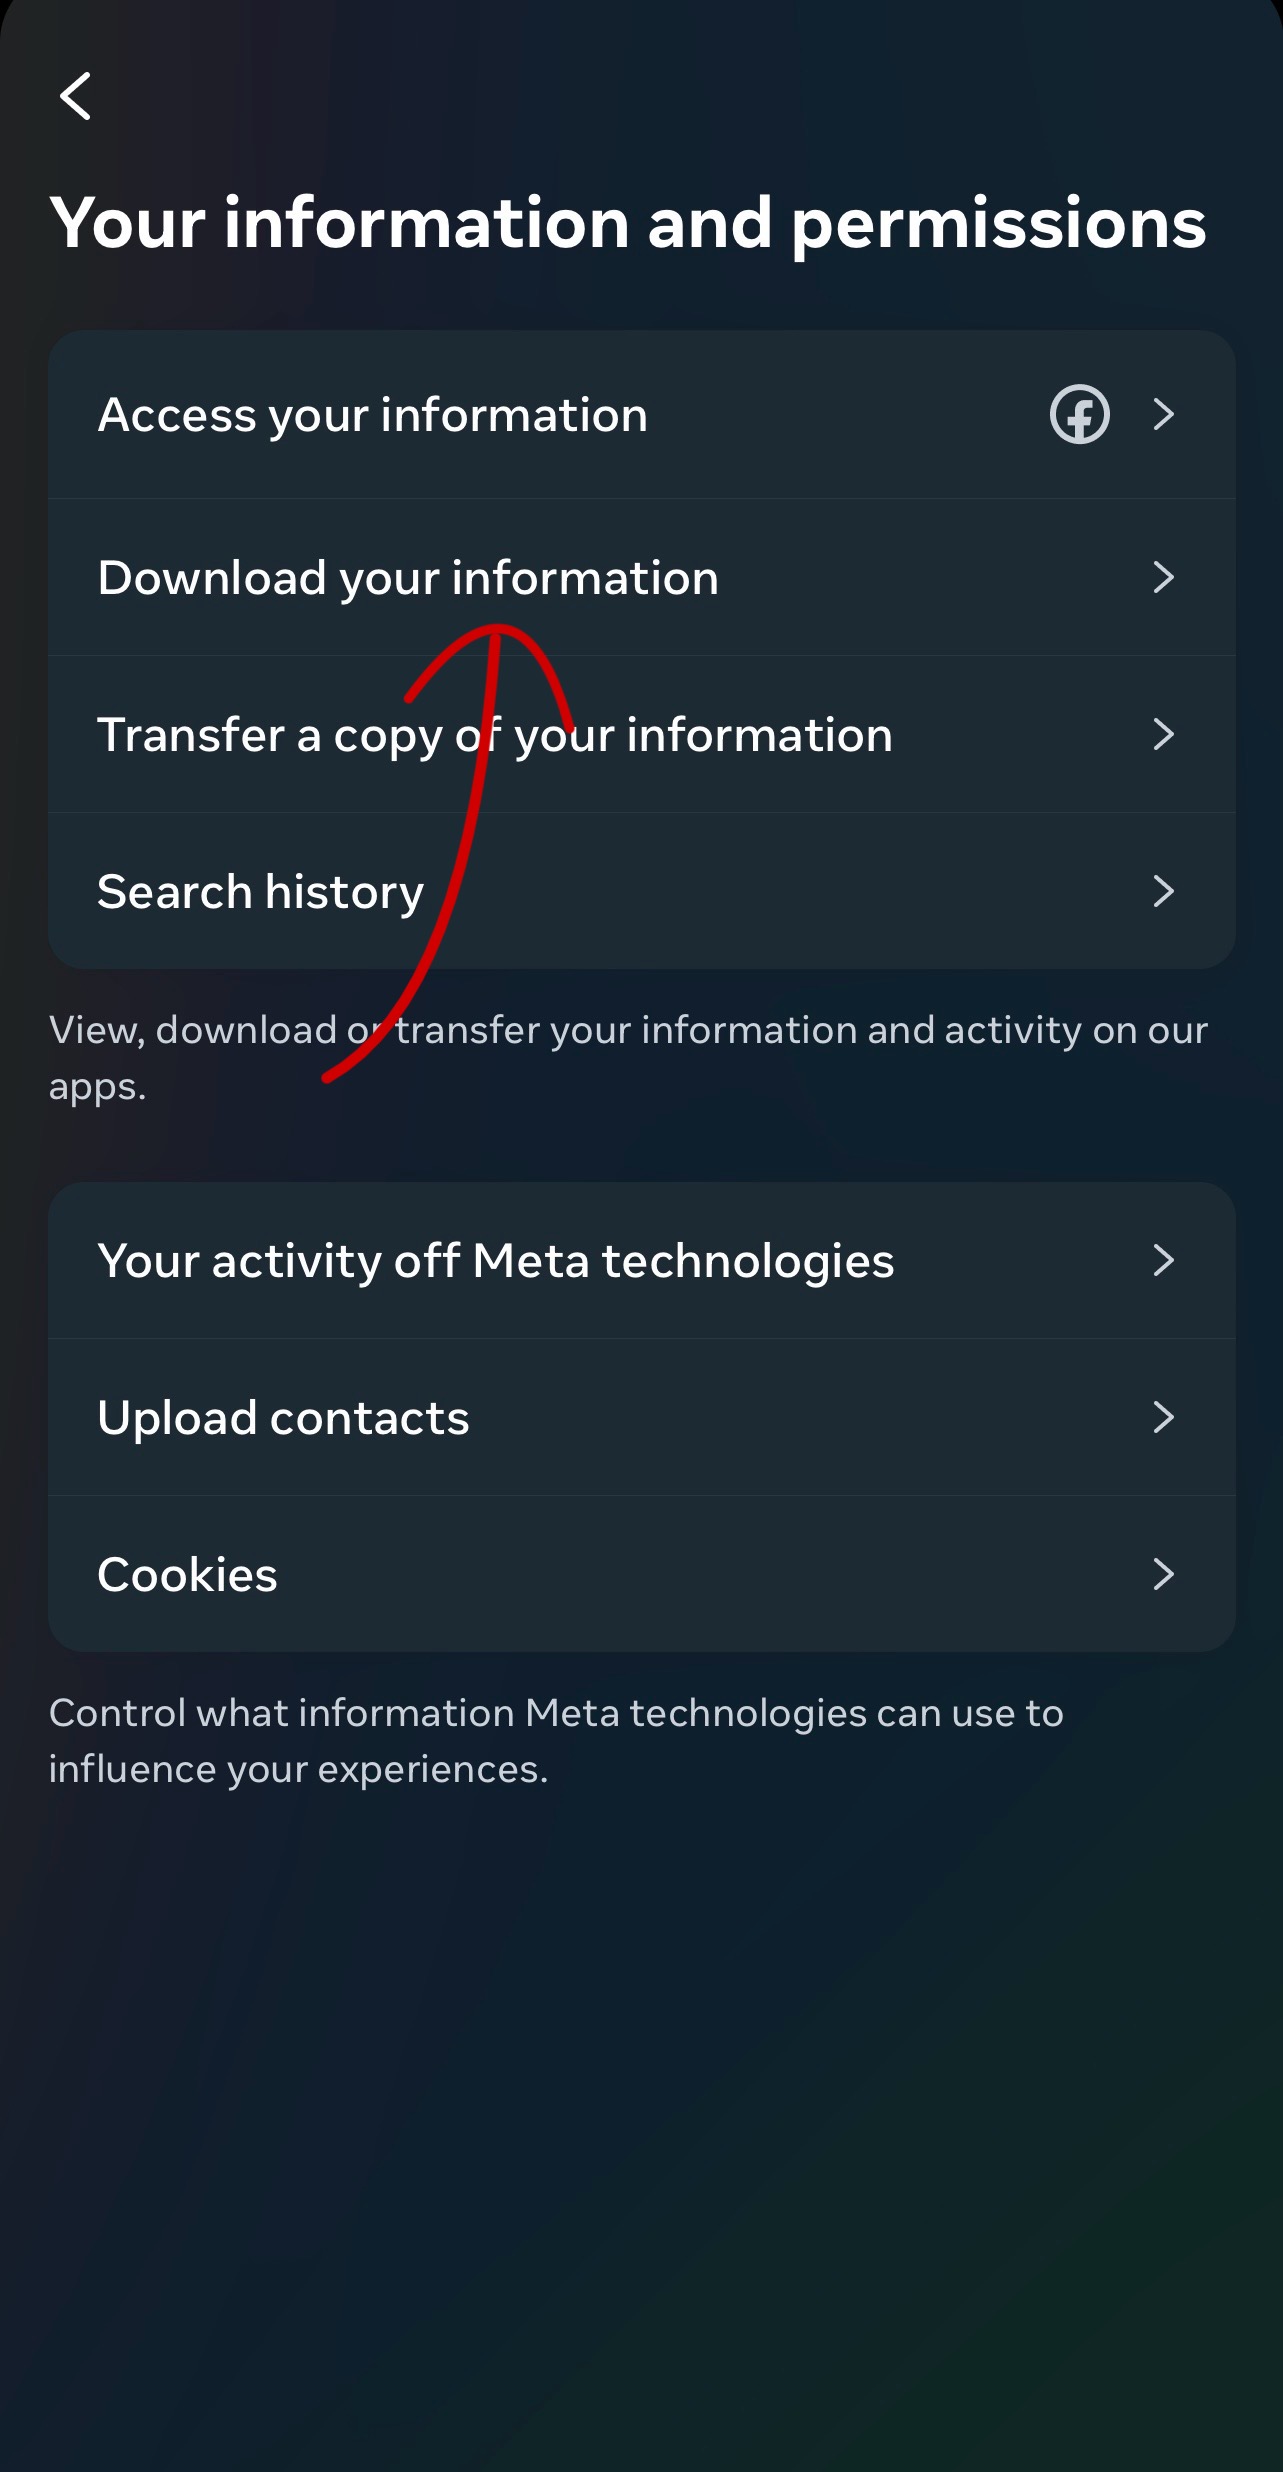 Your information and permissions
Access your information
Download your information
Transfer a copy of your information
Search history
View, download or transfer your information and activity on our
apps.
Your activity off Meta technologies
Upload contacts
Cookies
Control what information Meta technologies can use to
influence your experiences.